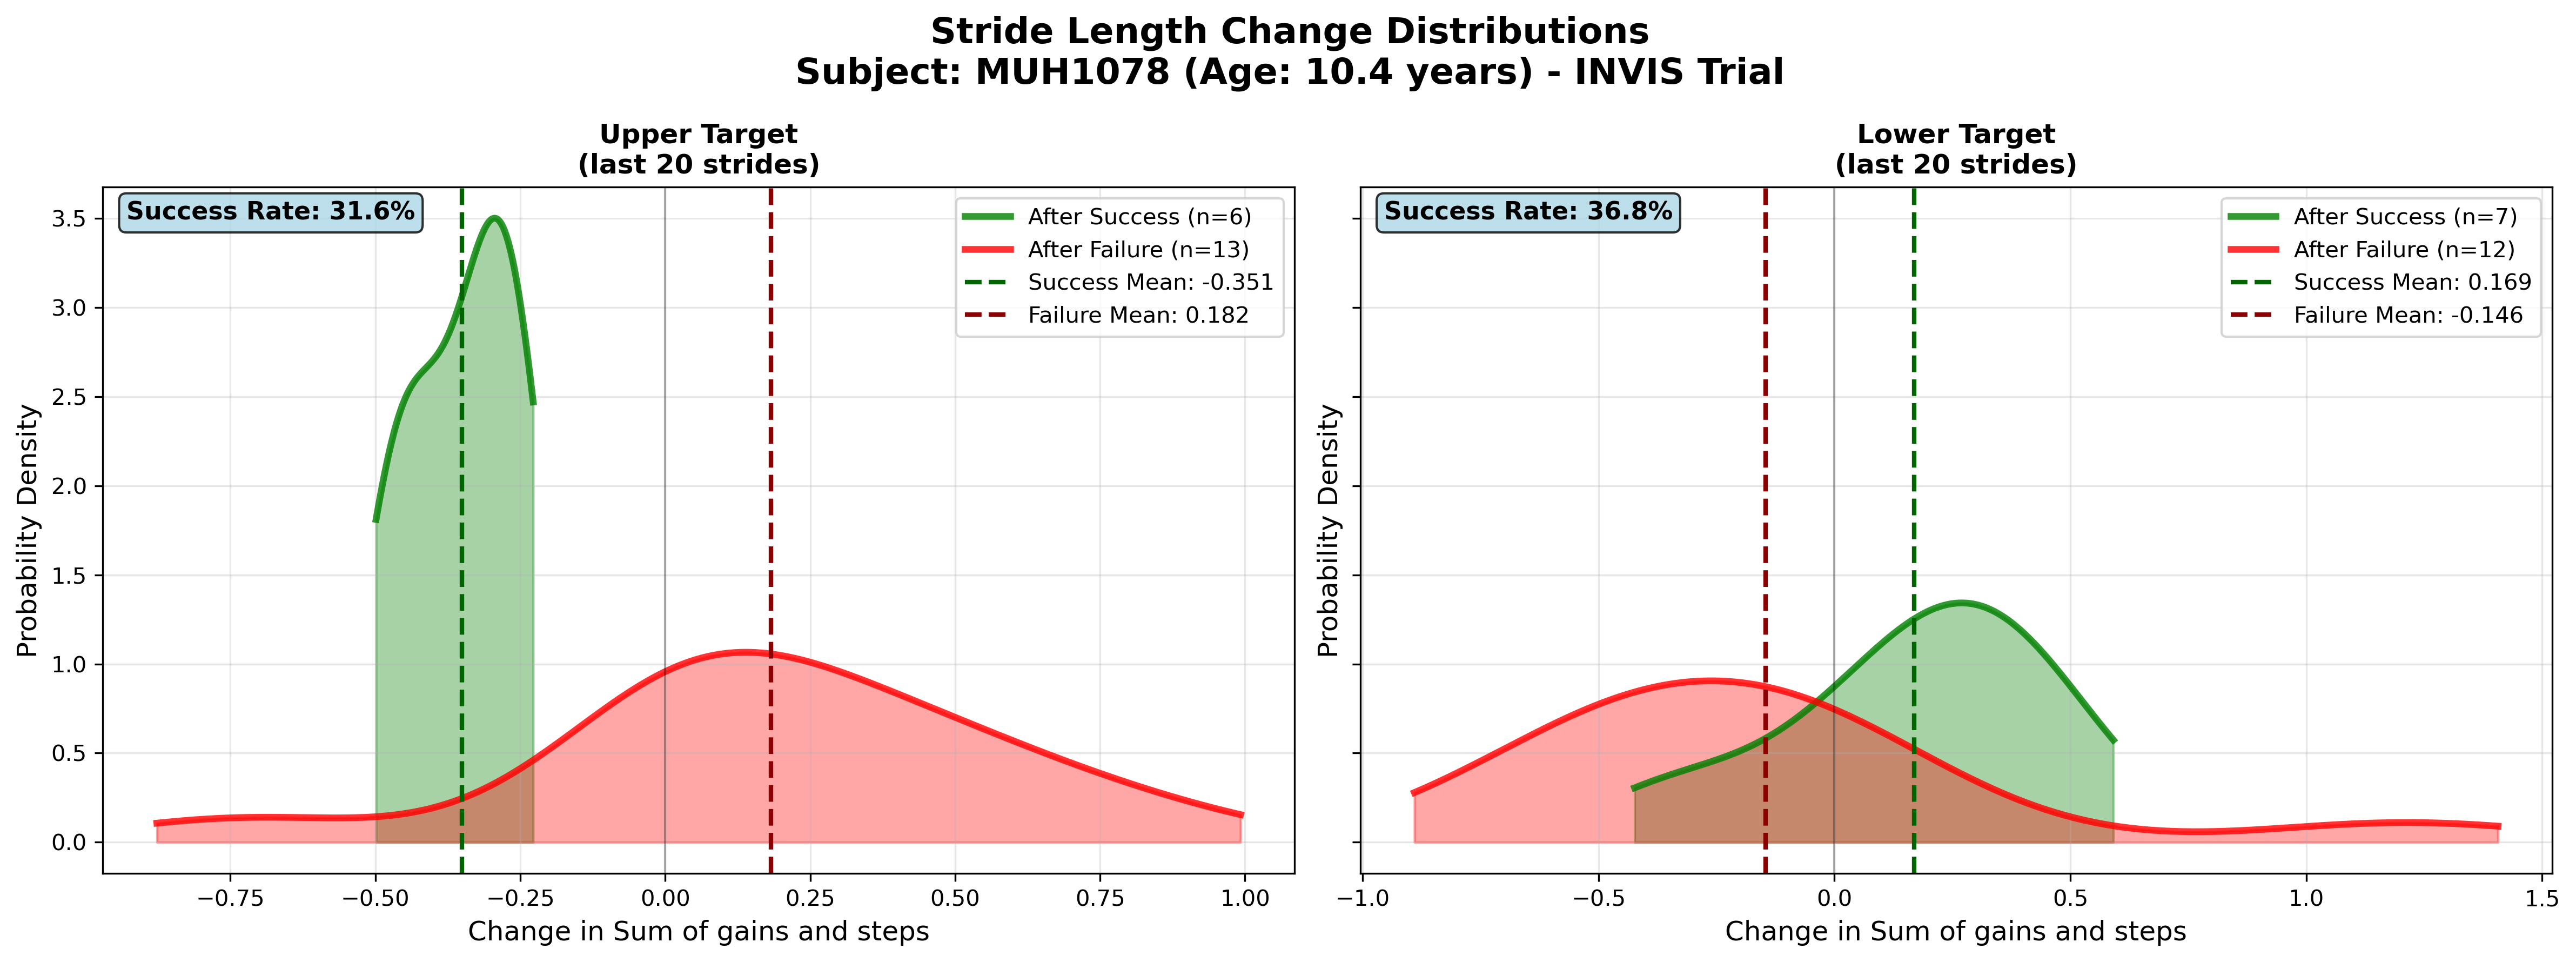 Stride Length Change Distributions
Subject: MUH1078 (Age: 10.4 years) - INVIS Trial
Upper Target
(last 20 strides)
Success Rate: 31.6%
After Success (n=6)
After Failure (n=13)
Success Mean: -0.351
Failure Mean: 0.182
Probability Density
3.5
3.0
2.5
2.0
1.5
1.0
0.5
0.0
−0.75 −0.50 −0.25 0.00 0.25 0.50 0.75 1.00
Change in Sum of gains and steps
Lower Target
(last 20 strides)
Success Rate: 36.8%
After Success (n=7)
After Failure (n=12)
Success Mean: 0.169
Failure Mean: -0.146
Probability Density
−1.0 −0.5 0.0 0.5 1.0 1.5
Change in Sum of gains and steps